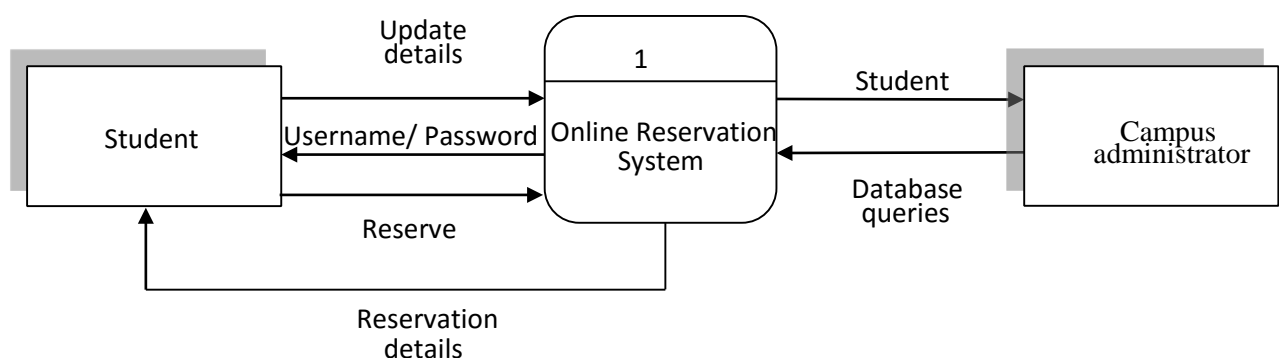 Update
details
1
Student
Student
Username/ Password
Online Reservation
System
Campus
administrator
Database
queries
Reserve
Reservation
details